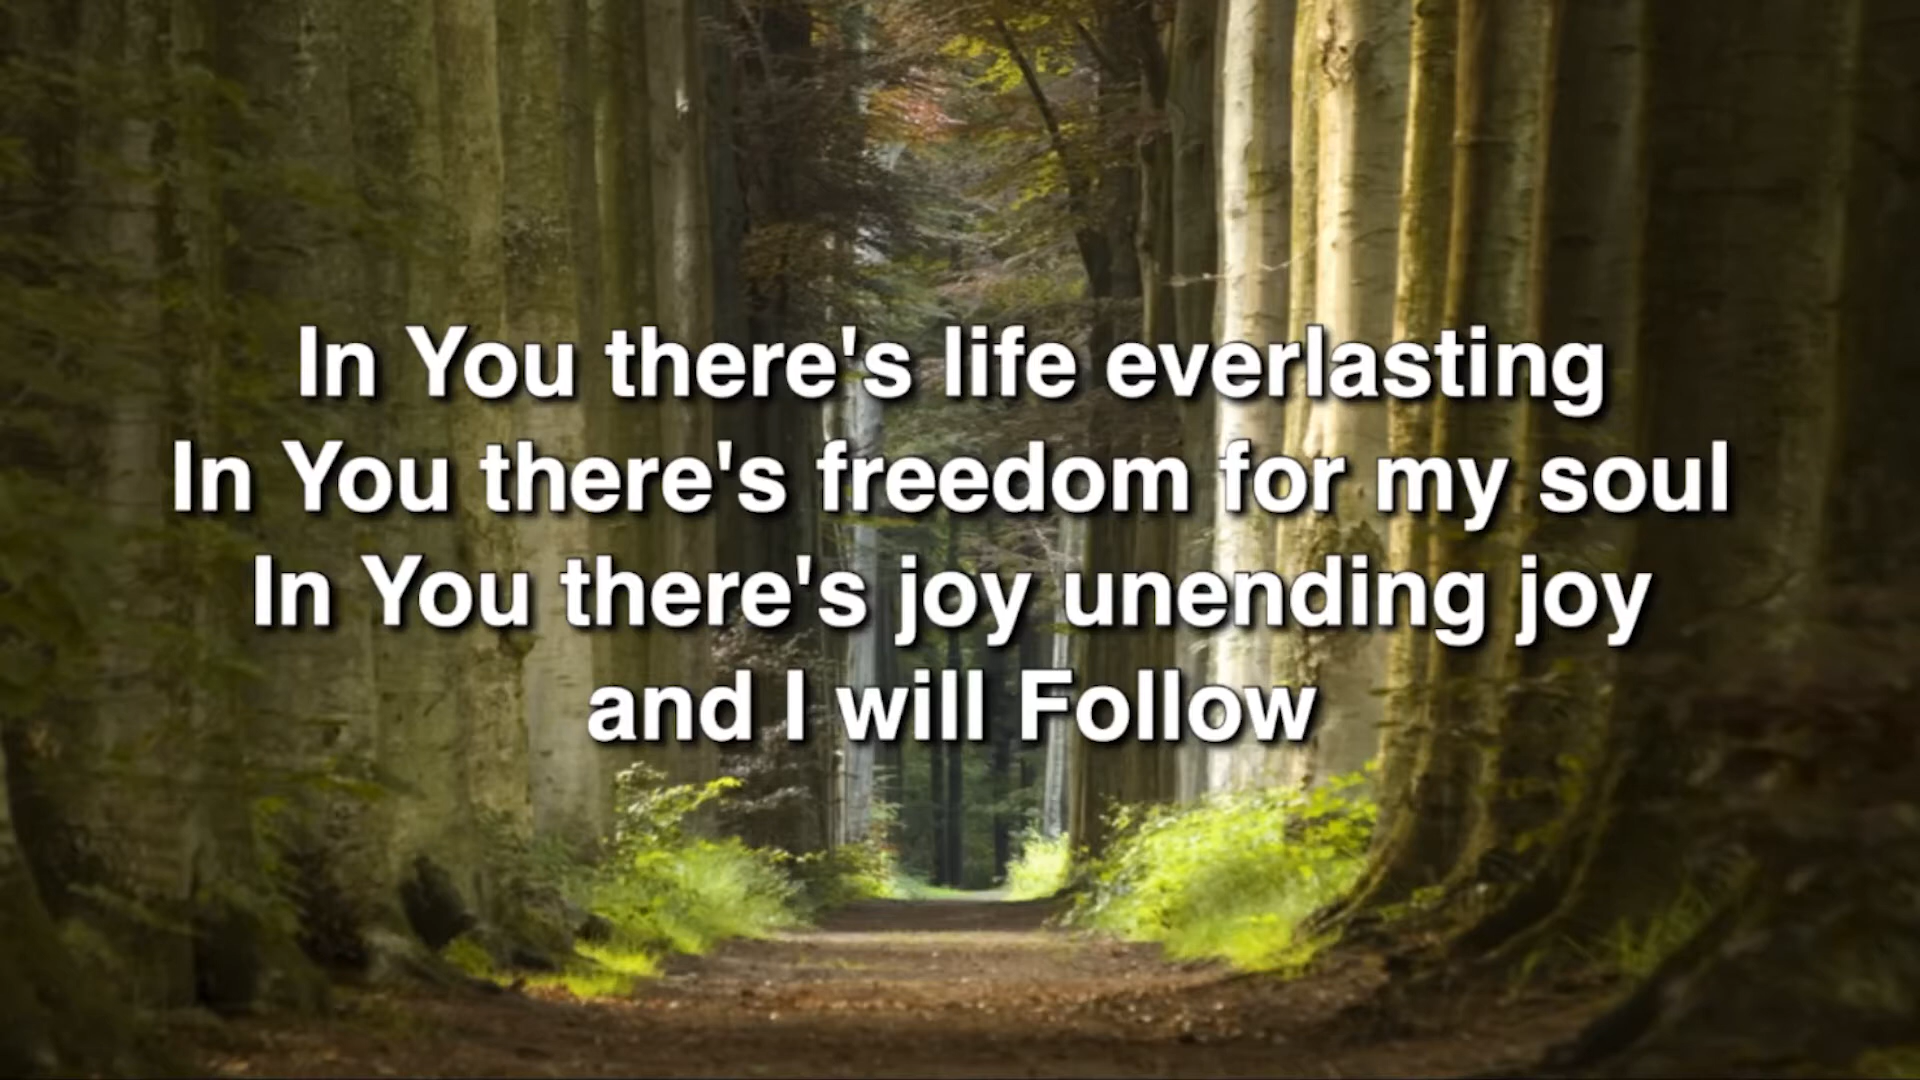 In You there's life everlasting
In You there's freedom for my soul
In You there's joy unending joy
and I will Follow